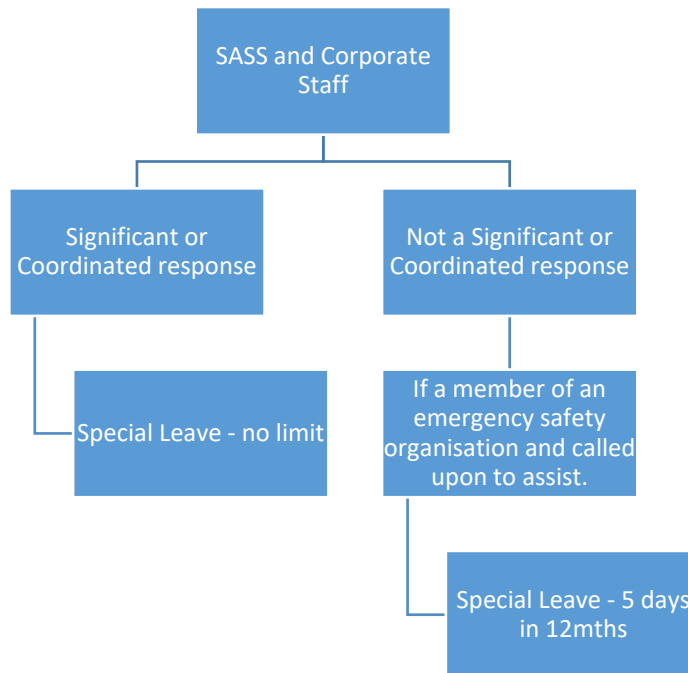 SASS and Corporate
Staff
Significant or
Coordinated response
Not a Significant or
Coordinated response
Special Leave - no limit
If a member of an
emergency safety
organisation and called
upon to assist.
Special Leave - 5 days
in 12mths